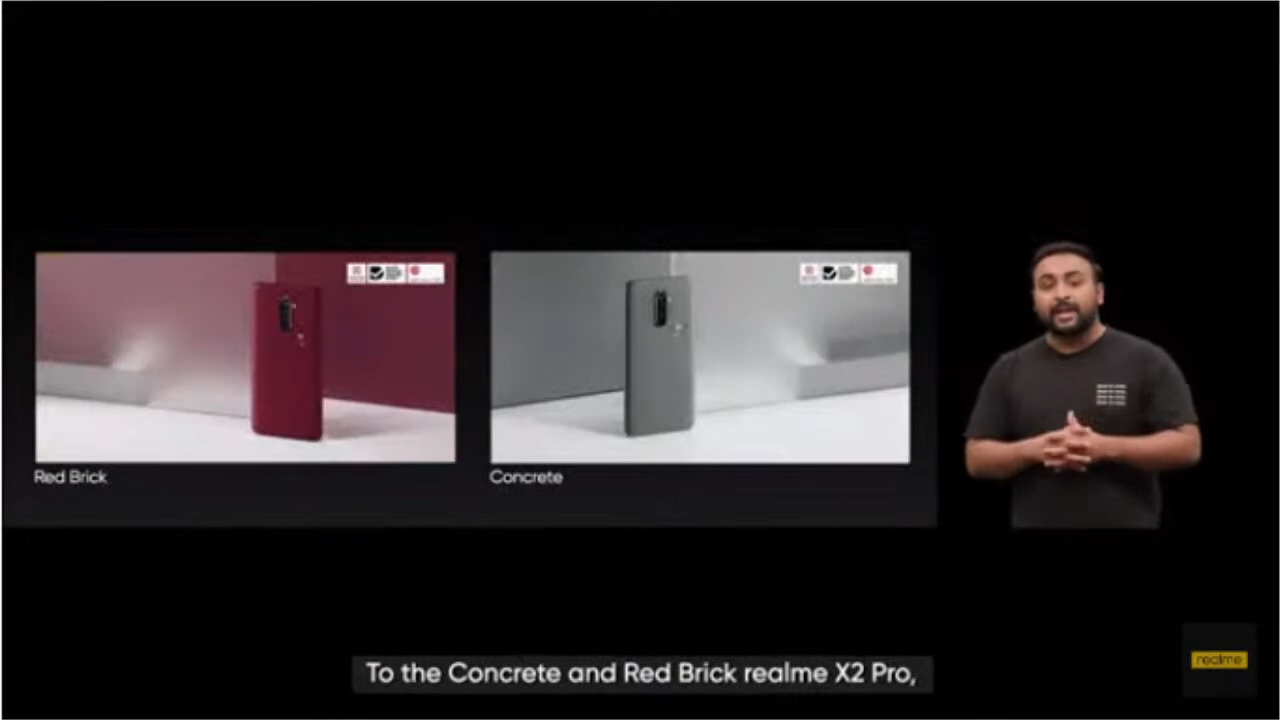 Red Brick
Concrete
To the Concrete and Red Brick realme X2 Pro,
realme